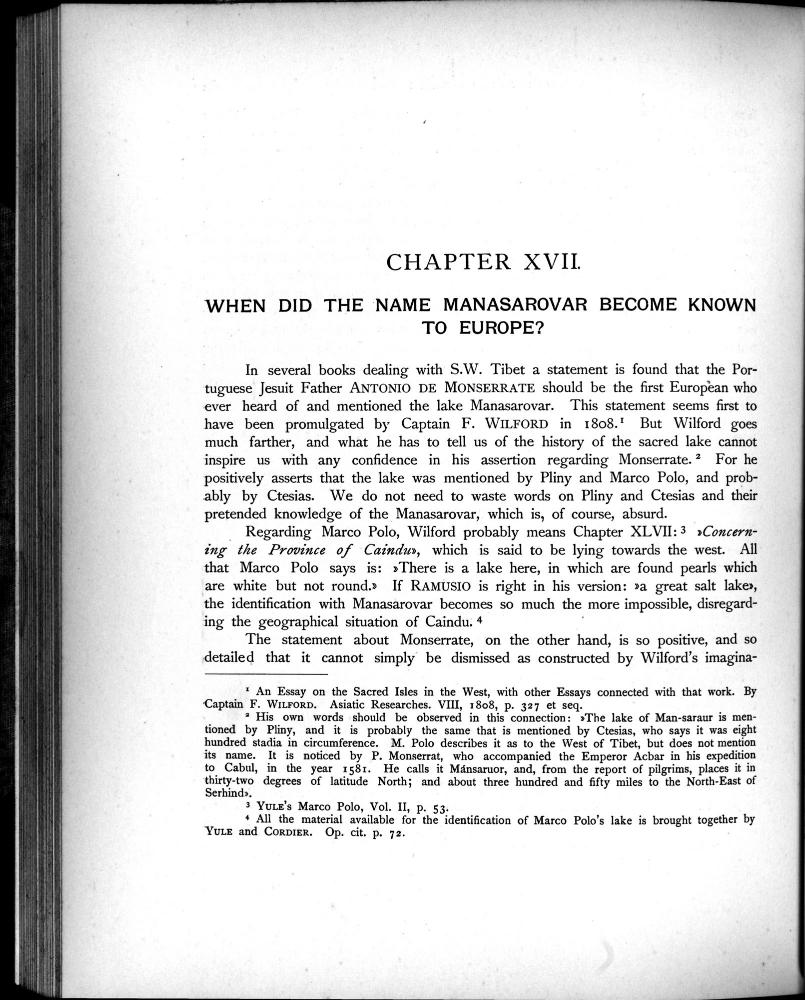 CHAPTER XVII.
WHEN DID THE NAME MANASAROVAR BECOME KNOWN
TO EUROPE?
In several books dealing with S.W. Tibet a statement is found that the Por-
tuguese Jesuit Father ANTONIO DE MONSERRATE should be the first European who
ever heard of and mentioned the lake Manasarovar. This statement seems first to
have been promulgated by Captain F. WILFORD in 1808.¹ But Wilford goes
much farther, and what he has to tell us of the history of the sacred lake cannot
inspire us with any confidence in his assertion regarding Monserrate.² For he
positively asserts that the lake was mentioned by Pliny and Marco Polo, and prob-
ably by Ctesias. We do not need to waste words on Pliny and Ctesias and their
pretended knowledge of the Manasarovar, which is, of course, absurd.
Regarding Marco Polo, Wilford probably means Chapter XLVII:³ »Concern-
ing the Province of Caindu», which is said to be lying towards the west. All
that Marco Polo says is: »There is a lake here, in which are found pearls which
are white but not round.» If RAMUSIO is right in his version: »a great salt lake»,
the identification with Manasarovar becomes so much the more impossible, disregard-
ing the geographical situation of Caindu.⁴
The statement about Monserrate, on the other hand, is so positive, and so
detailed that it cannot simply be dismissed as constructed by Wilford's imagina-
¹ An Essay on the Sacred Isles in the West, with other Essays connected with that work. By
Captain F. WILFORD. Asiatic Researches. VIII, 1808, p. 327 et seq.
² His own words should be observed in this connection: »The lake of Man-saraur is men-
tioned by Pliny, and it is probably the same that is mentioned by Ctesias, who says it was eight
hundred stadia in circumference. M. Polo describes it as to the West of Tibet, but does not mention
its name. It is noticed by P. Monserrat, who accompanied the Emperor Acbar in his expedition
to Cabul, in the year 1581. He calls it Mánsaruor, and, from the report of pilgrims, places it in
thirty-two degrees of latitude North; and about three hundred and fifty miles to the North-East of
Serhind».
³ YULE's Marco Polo, Vol. II, p. 53.
⁴ All the material available for the identification of Marco Polo's lake is brought together by
YULE and CORDIER. Op. cit. p. 72.